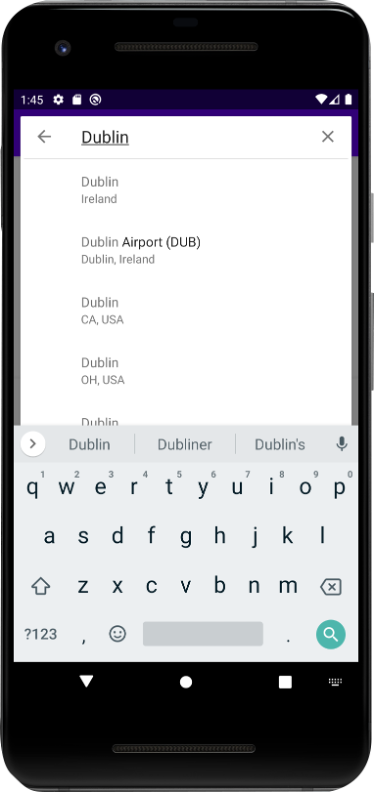 1:45
Dublin
Dublin
Ireland
Dublin Airport (DUB)
Dublin, Ireland
Dublin
CA, USA
Dublin
OH, USA
Dublin
Dublin Dubliner Dublin's
1 2 3 4 5 6 7 8 9 0
q w e r t y u i o p
a s d f g h j k l
z x c v b n m
?123 , .